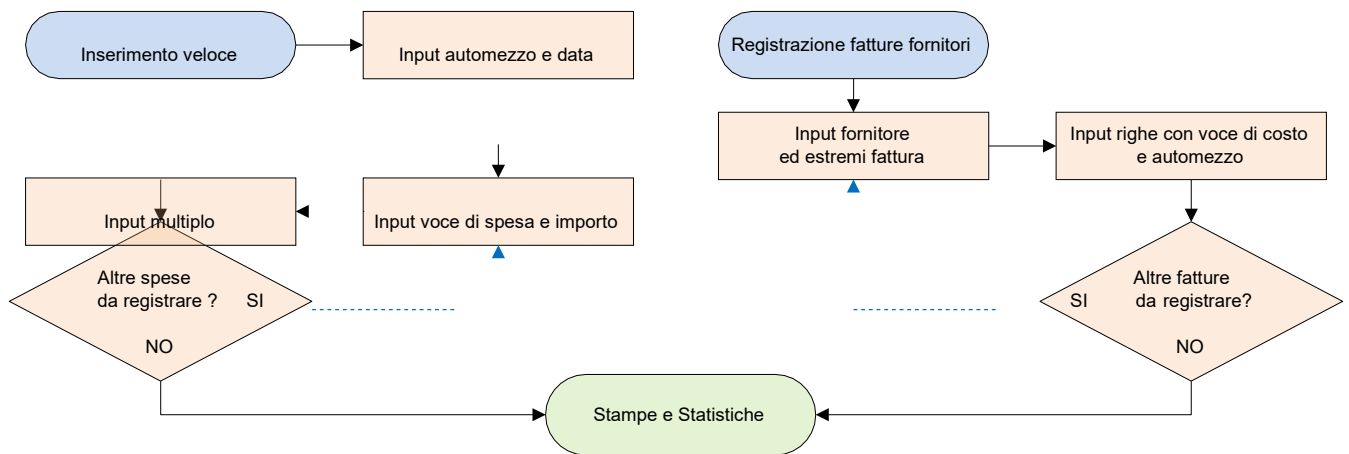 Inserimento veloce
Input automezzo e data
Registrazione fatture fornitori
Input fornitore
ed estremi fattura
Input righe con voce di costo
e automezzo
Input multiplo
Input voce di spesa e importo
Altre spese
da registrare ?
SI
NO
Altre fatture
da registrare?
SI
NO
Stampe e Statistiche